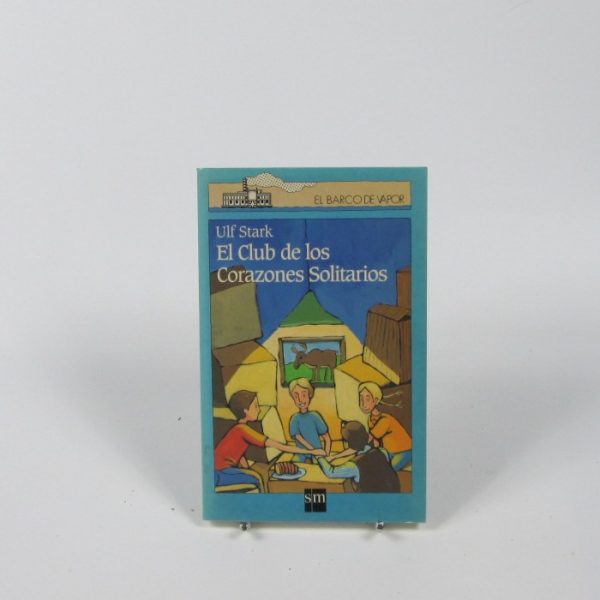 EL BARCO DE VAPOR
Ulf Stark
El Club de los
Corazones Solitarios
sm